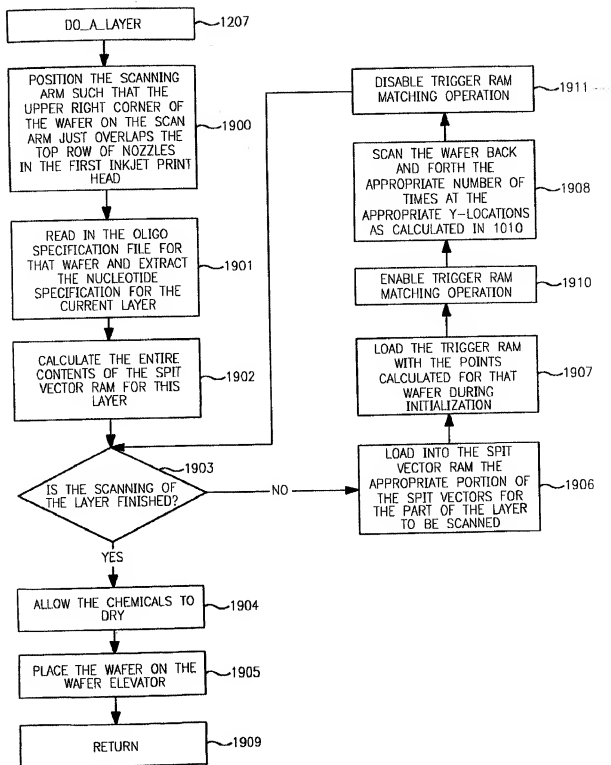 DO_A_LAYER
1207
POSITION THE SCANNING
ARM SUCH THAT THE
UPPER RIGHT CORNER OF
THE WAFER ON THE SCAN
ARM JUST OVERLAPS THE
TOP ROW OF NOZZLES
IN THE FIRST INKJET PRINT
HEAD
1900
READ IN THE OLIGO
SPECIFICATION FILE FOR
THAT WAFER AND EXTRACT
THE NUCLEOTIDE
SPECIFICATION FOR THE
CURRENT LAYER
1901
CALCULATE THE ENTIRE
CONTENTS OF THE SPIT
VECTOR RAM FOR THIS
LAYER
1902
1903
IS THE SCANNING OF
THE LAYER FINISHED?
NO
YES
ALLOW THE CHEMICALS TO
DRY
1904
PLACE THE WAFER ON THE
WAFER ELEVATOR
1905
RETURN
1909
DISABLE TRIGGER RAM
MATCHING OPERATION
1911
SCAN THE WAFER BACK
AND FORTH THE
APPROPRIATE NUMBER OF
TIMES AT THE
APPROPRIATE Y-LOCATIONS
AS CALCULATED IN 1010
1908
ENABLE TRIGGER RAM
MATCHING OPERATION
1910
LOAD THE TRIGGER RAM
WITH THE POINTS
CALCULATED FOR THAT
WAFER DURING
INITIALIZATION
1907
LOAD INTO THE SPIT
VECTOR RAM THE
APPROPRIATE PORTION OF
THE SPIT VECTORS FOR
THE PART OF THE LAYER
TO BE SCANNED
1906